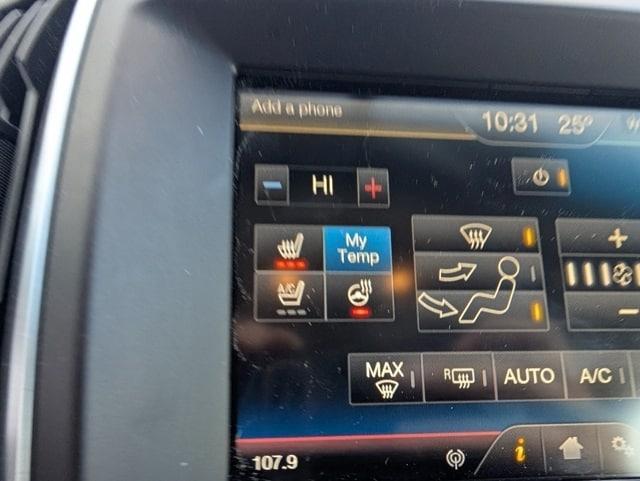 Add a phone
10:31 25°
HI
My
Temp
A/C
MAX
R
AUTO
A/C
107.9
i